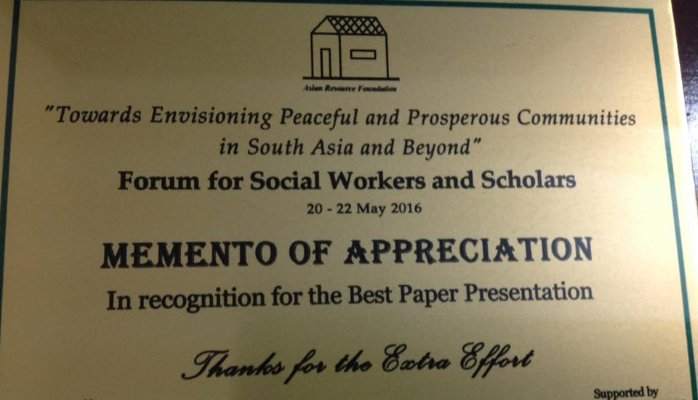 Asian Resource Foundation
"Towards Envisioning Peaceful and Prosperous Communities
in South Asia and Beyond"
Forum for Social Workers and Scholars
20 - 22 May 2016
MEMENTO OF APPRECIATION
In recognition for the Best Paper Presentation
Thanks for the Extra Effort
Supported by